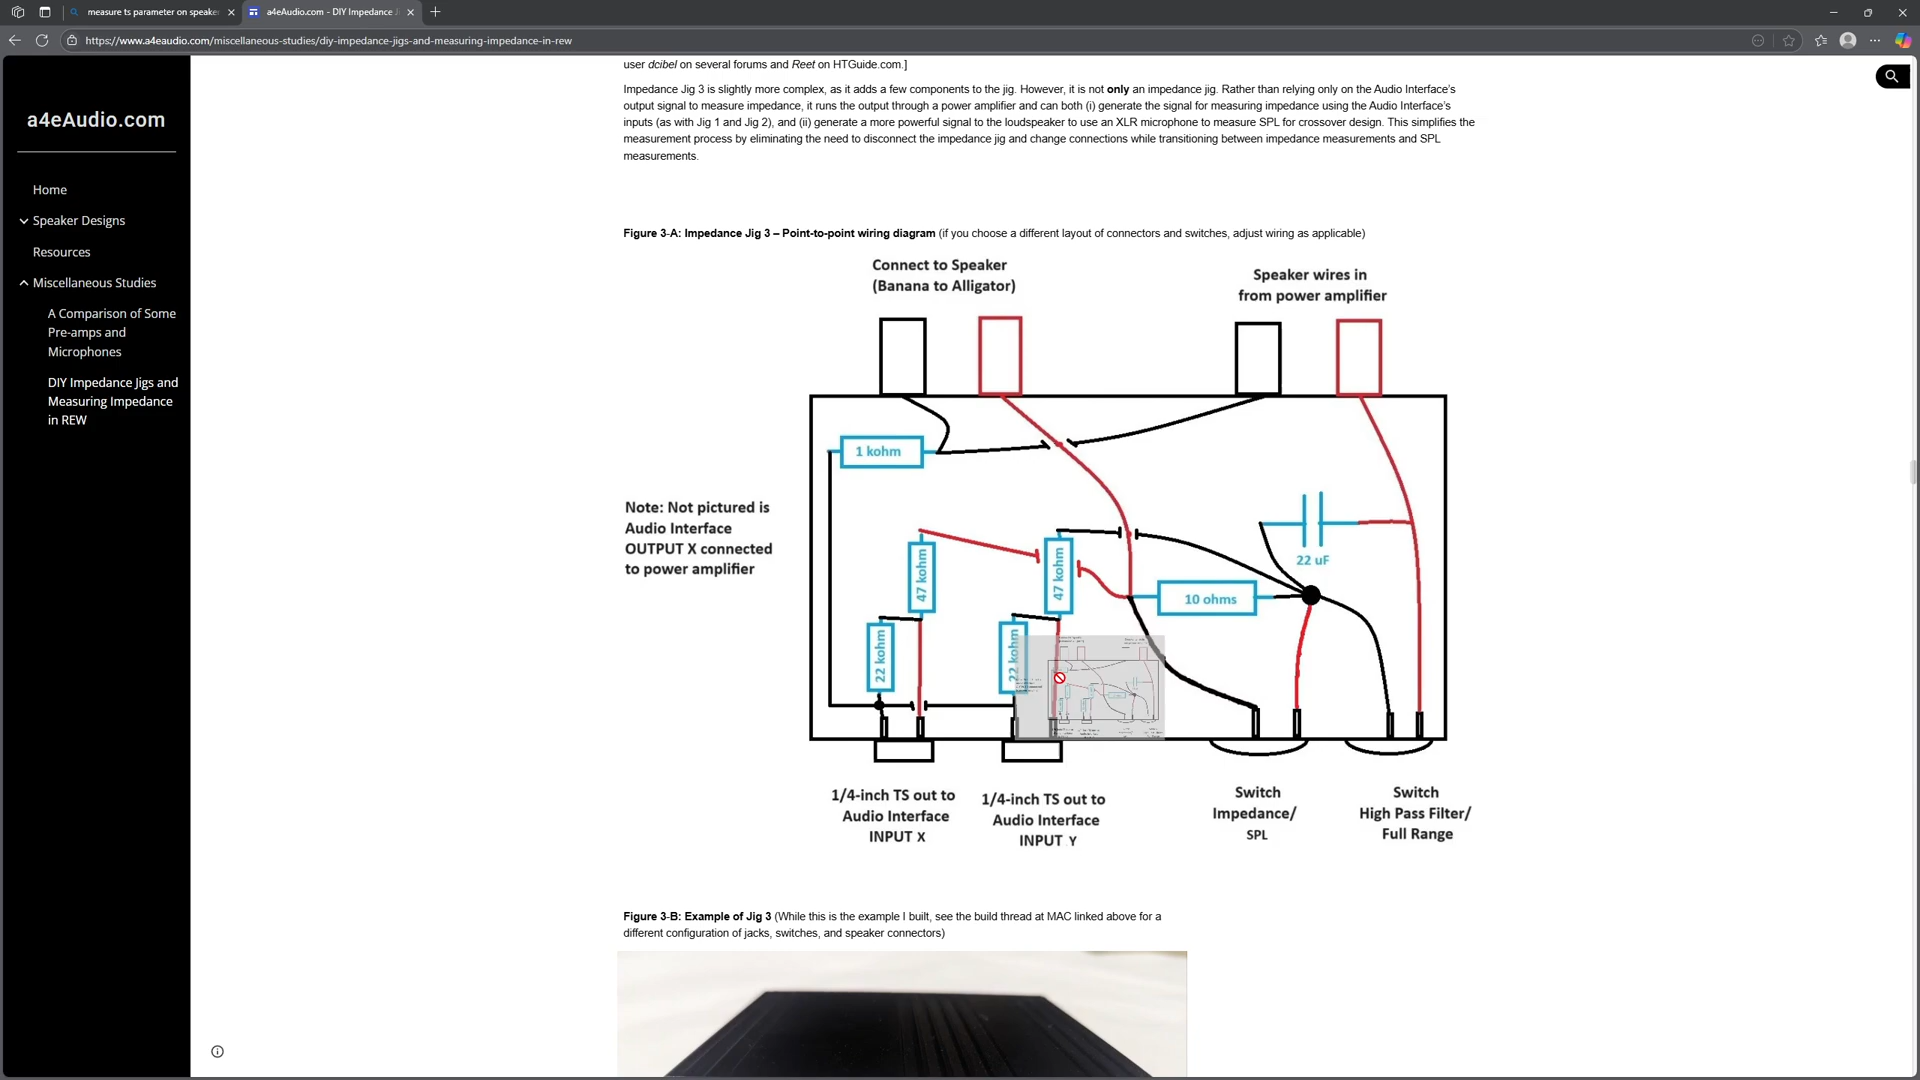 measure ts parameter on speake
a4eAudio.com - DIY Impedance J
https://www.a4eaudio.com/miscellaneous-studies/diy-impedance-jigs-and-measuring-impedance-in-rew
a4eAudio.com
Home
Speaker Designs
Resources
Miscellaneous Studies
A Comparison of Some
Pre-amps and
Microphones
DIY Impedance Jigs and
Measuring Impedance
in REW
user dcibel on several forums and Reet on HTGuide.com.]
Impedance Jig 3 is slightly more complex, as it adds a few components to the jig. However, it is not only an impedance jig. Rather than relying only on the Audio Interface's
output signal to measure impedance, it runs the output through a power amplifier and can both (i) generate the signal for measuring impedance using the Audio Interface's
inputs (as with Jig 1 and Jig 2), and (ii) generate a more powerful signal to the loudspeaker to use an XLR microphone to measure SPL for crossover design. This simplifies the
measurement process by eliminating the need to disconnect the impedance jig and change connections while transitioning between impedance measurements and SPL
measurements.
Figure 3-A: Impedance Jig 3 – Point-to-point wiring diagram (if you choose a different layout of connectors and switches, adjust wiring as applicable)
Connect to Speaker
(Banana to Alligator)
Speaker wires in
from power amplifier
1 kohm
Note: Not pictured is
Audio Interface
OUTPUT X connected
to power amplifier
47 kohm
47 kohm
22 uF
10 ohms
22 kohm
22 kohm
1/4-inch TS out to
Audio Interface
INPUT X
1/4-inch TS out to
Audio Interface
INPUT Y
Switch
Impedance/
SPL
Switch
High Pass Filter/
Full Range
Figure 3-B: Example of Jig 3 (While this is the example I built, see the build thread at MAC linked above for a
different configuration of jacks, switches, and speaker connectors)